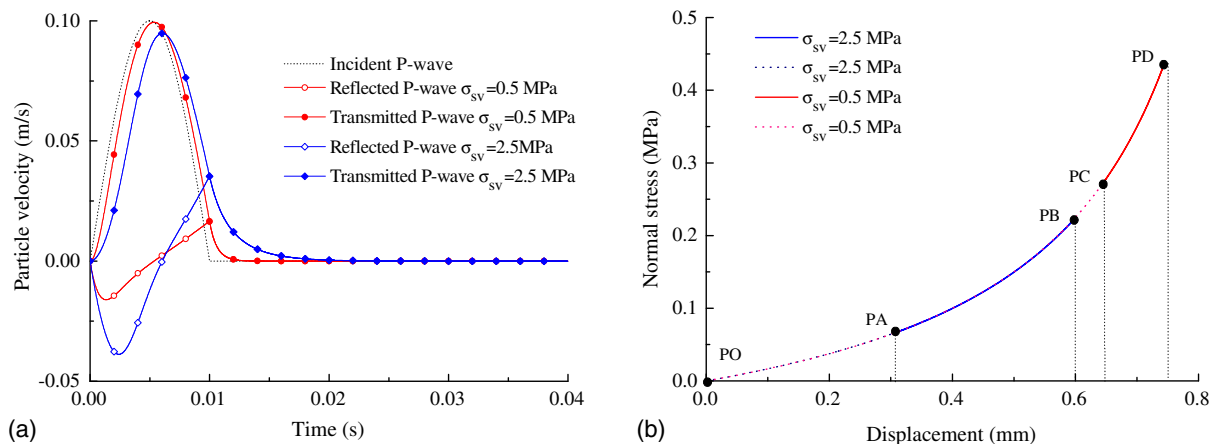 0.10
0.05
0.00
-0.05
Particle velocity (m/s)
Incident P-wave
Reflected P-wave σsv=0.5 MPa
Transmitted P-wave σsv=0.5 MPa
Reflected P-wave σsv=2.5MPa
Transmitted P-wave σsv=2.5 MPa
0.00 0.01 0.02 0.03 0.04
Time (s)
(a)
0.5
0.4
0.3
0.2
0.1
0.0
Normal stress (MPa)
σsv=2.5 MPa
σsv=2.5 MPa
σsv=0.5 MPa
σsv=0.5 MPa
PD
PC
PB
PA
PO
0.0 0.2 0.4 0.6 0.8
Displacement (mm)
(b)